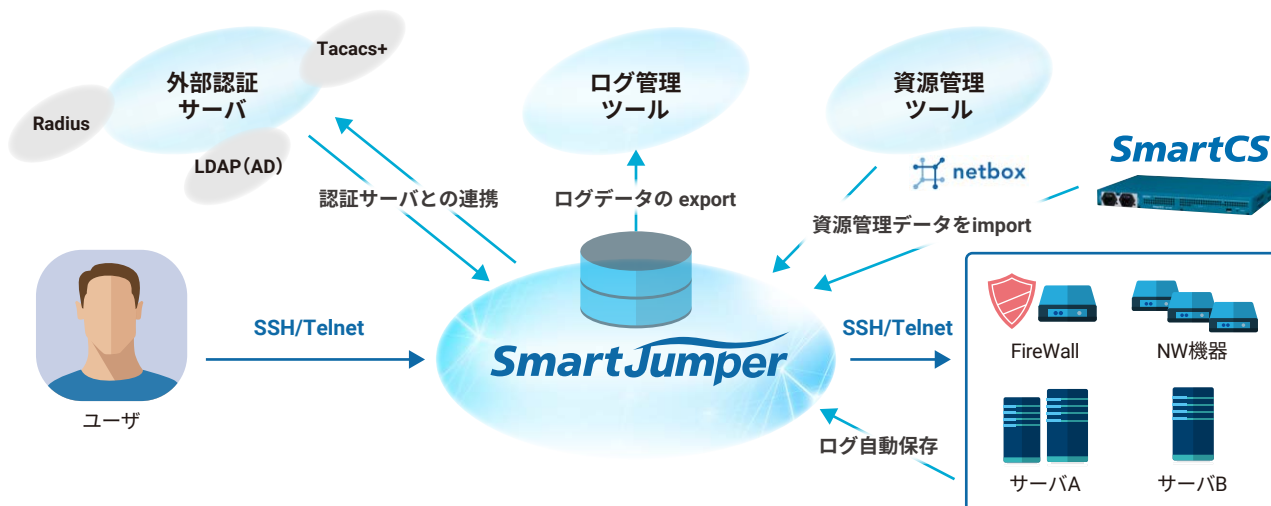 Tacacs+
外部認証
サーバ
Radius
LDAP（AD）
ログ管理
ツール
資源管理
ツール
netbox
SmartCS
認証サーバとの連携
ログデータの export
資源管理データをimport
SSH/Telnet
SmartJumper
SSH/Telnet
FireWall
NW機器
ユーザ
ログ自動保存
サーバA
サーバB